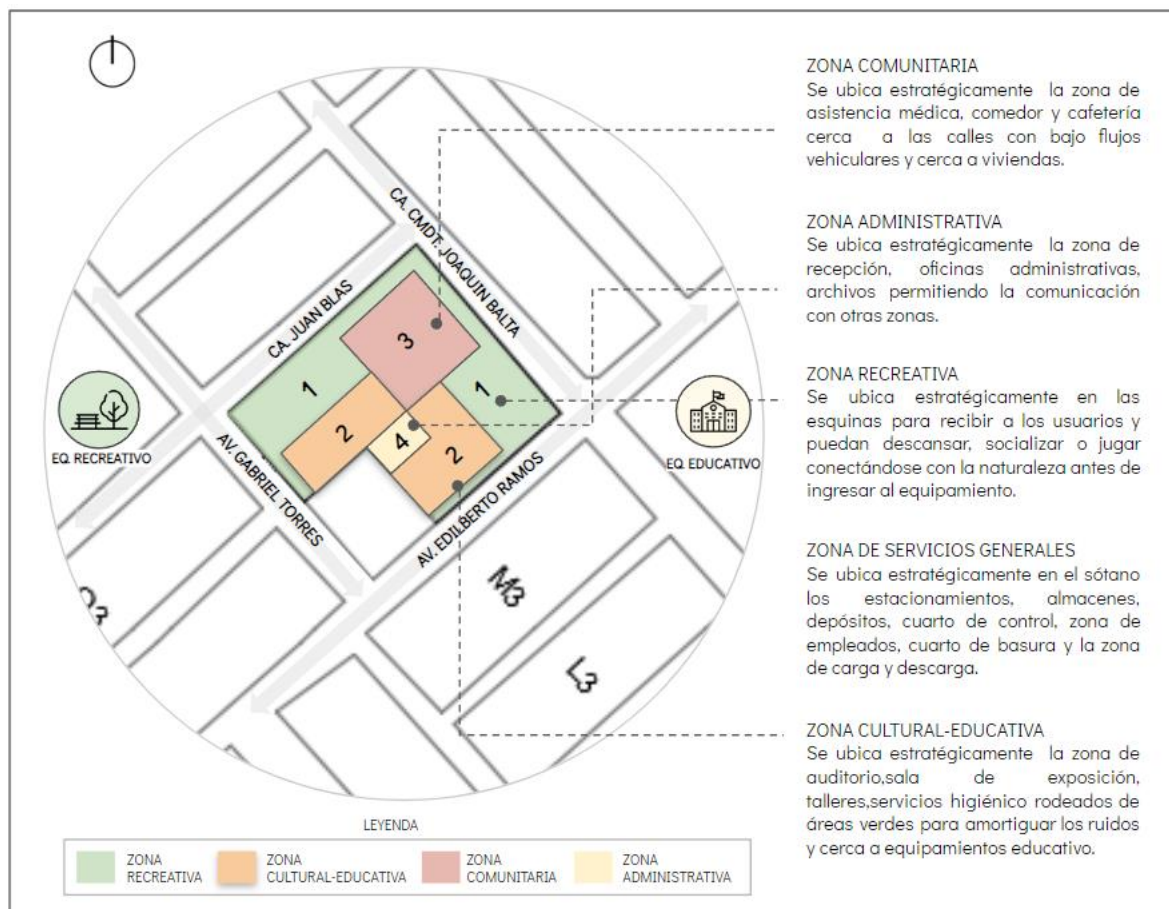 ZONA COMUNITARIA
Se ubica estratégicamente la zona de
asistencia médica, comedor y cafetería
cerca a las calles con bajo flujos
vehiculares y cerca a viviendas.
ZONA ADMINISTRATIVA
Se ubica estratégicamente la zona de
recepción, oficinas administrativas,
archivos permitiendo la comunicación
con otras zonas.
ZONA RECREATIVA
Se ubica estratégicamente en las
esquinas para recibir a los usuarios y
puedan descansar, socializar o jugar
conectándose con la naturaleza antes de
ingresar al equipamiento.
ZONA DE SERVICIOS GENERALES
Se ubica estratégicamente en el sótano
los estacionamientos, almacenes,
depósitos, cuarto de control, zona de
empleados, cuarto de basura y la zona
de carga y descarga.
ZONA CULTURAL-EDUCATIVA
Se ubica estratégicamente la zona de
auditorio,sala de exposición,
talleres,servicios higiénico rodeados de
áreas verdes para amortiguar los ruidos
y cerca a equipamientos educativo.
CA. CMDT. JOAQUIN BALTA
CA. JUAN BLAS
AV. GABRIEL TORRES
AV. EDILBERTO RAMOS
EQ. RECREATIVO
EQ. EDUCATIVO
3
1
1
2
4
2
M3
L3
LEYENDA
ZONA
RECREATIVA
ZONA
CULTURAL-EDUCATIVA
ZONA
COMUNITARIA
ZONA
ADMINISTRATIVA